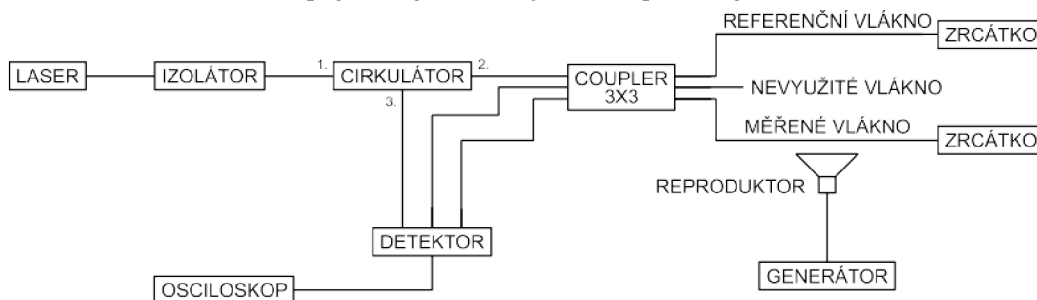 REFERENČNÍ VLÁKNO
ZRCÁTKO
LASER
IZOLÁTOR
1.
CIRKULÁTOR
2.
3.
COUPLER
3X3
NEVYUŽITÉ VLÁKNO
MĚŘENÉ VLÁKNO
ZRCÁTKO
REPRODUKTOR
DETEKTOR
OSCILOSKOP
GENERÁTOR